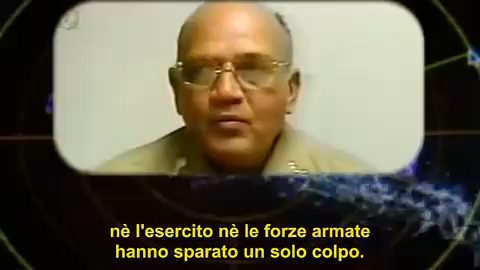 nè l'esercito nè le forze armate
hanno sparato un solo colpo.